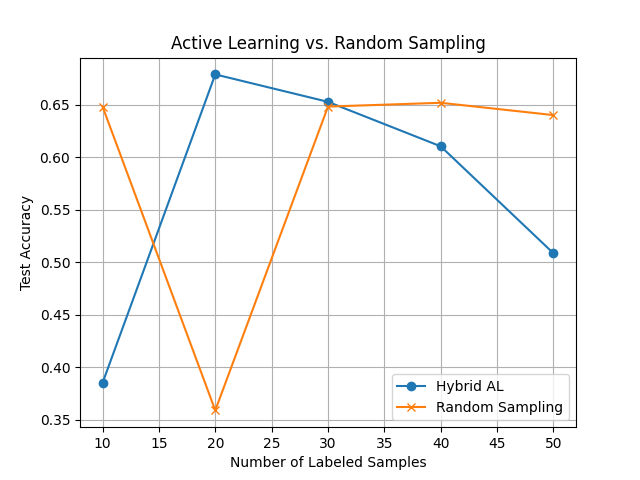 Active Learning vs. Random Sampling
Test Accuracy
0.65
0.60
0.55
0.50
0.45
0.40
0.35
10 15 20 25 30 35 40 45 50
Number of Labeled Samples
Hybrid AL
Random Sampling